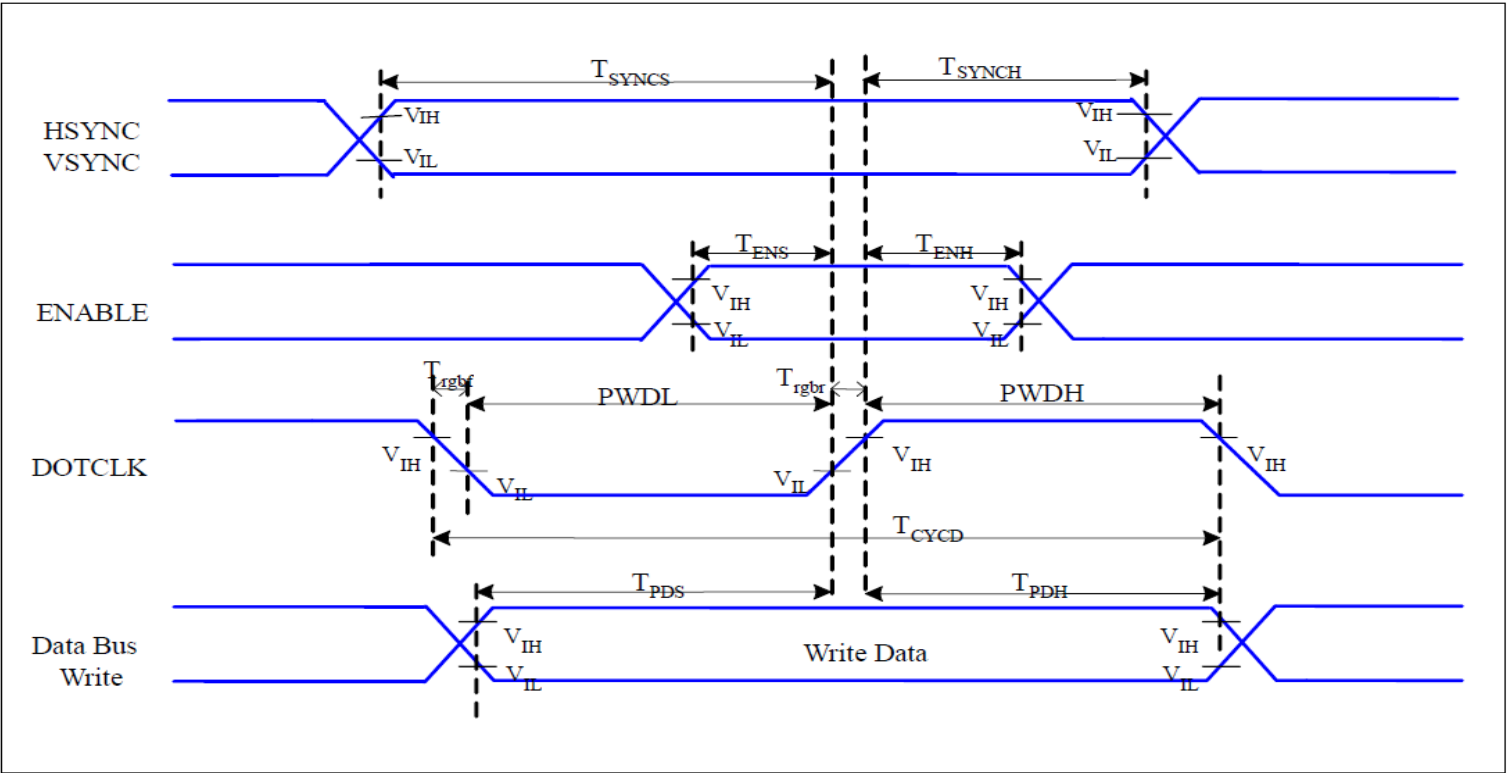 TSYNCS
TSYNCH
HSYNC
VSYNC
VIH
VIL
VIH
VIL
TENS
TENH
ENABLE
VIH
VIL
VIH
VIL
Trgbf
PWDL
Trgbr
PWDH
DOTCLK
VIH
VIL
VIL
VIH
VIH
TCYCD
TPDS
TPDH
Data Bus
Write
VIH
VIL
Write Data
VIH
VIL